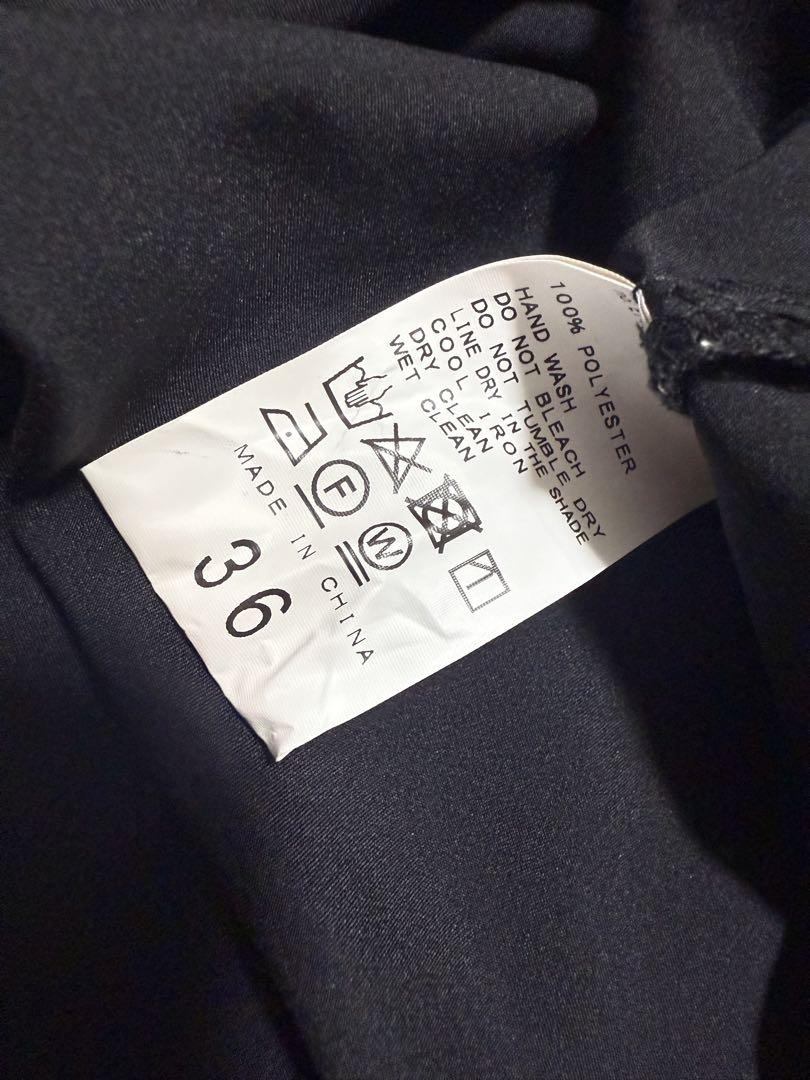 100% POLYESTER
HAND WASH
DO NOT BLEACH
DO NOT TUMBLE DRY
LINE DRY IN THE SHADE
COOL IRON
DRY CLEAN
WET CLEAN
F
W
MADE IN CHINA
36